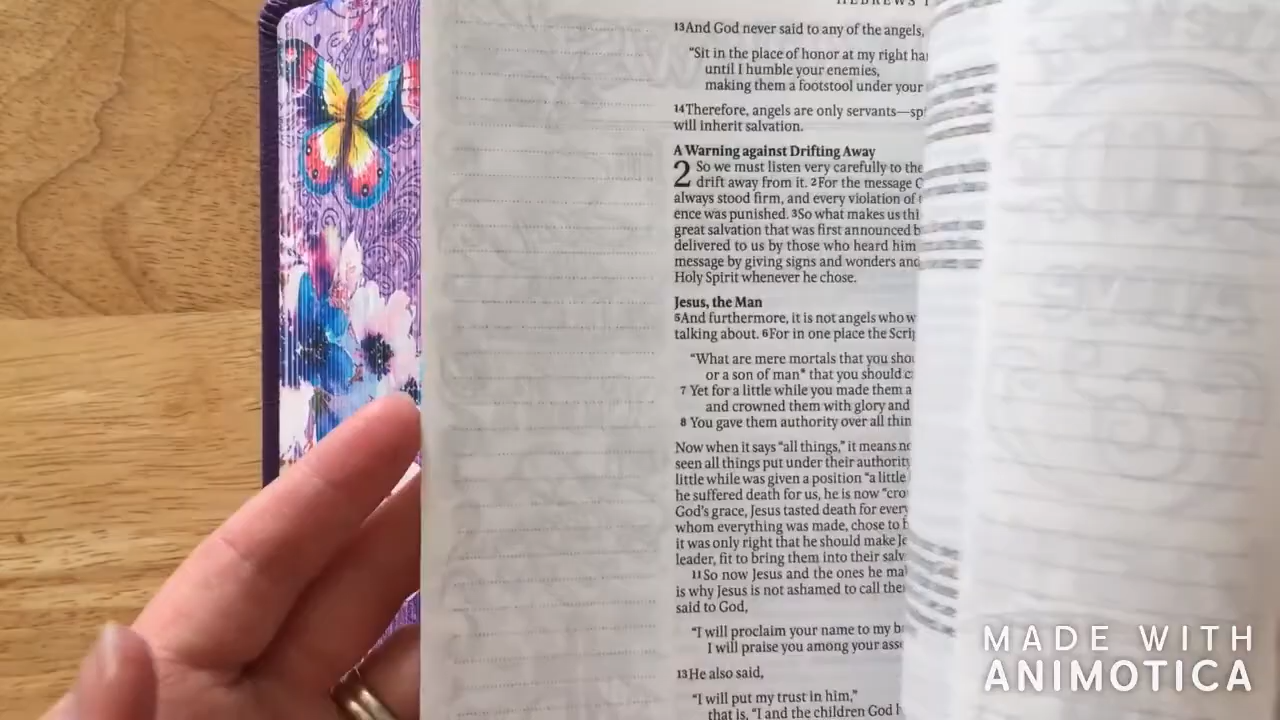 HEBREWS 1
13And God never said to any of the angels,
“Sit in the place of honor at my right
until I humble your enemies,
making them a footstool under your
14Therefore, angels are only servants—
will inherit salvation.
A Warning against Drifting Away
2 So we must listen very carefully to the
drift away from it. 2For the message
always stood firm, and every violation of
ence was punished. 3So what makes us
great salvation that was first announced
delivered to us by those who heard him
message by giving signs and wonders and
Holy Spirit whenever he chose.
Jesus, the Man
5And furthermore, it is not angels who
talking about. 6For in one place the
“What are mere mortals that you
or a son of man* that you should
7 Yet for a little while you made them a
and crowned them with glory and
8 You gave them authority over all
Now when it says “all things,” it means
seen all things put under their authority
little while was given a position “a little
he suffered death for us, he is now
God’s grace, Jesus tasted death for
whom everything was made, chose to
it was only right that he should make
leader, fit to bring them into their
11So now Jesus and the ones he
is why Jesus is not ashamed to call
said to God,
“I will proclaim your name to my
I will praise you among your
13He also said,
“I will put my trust in him,”
that is, “I and the children God
MADE WITH
ANIMOTICA